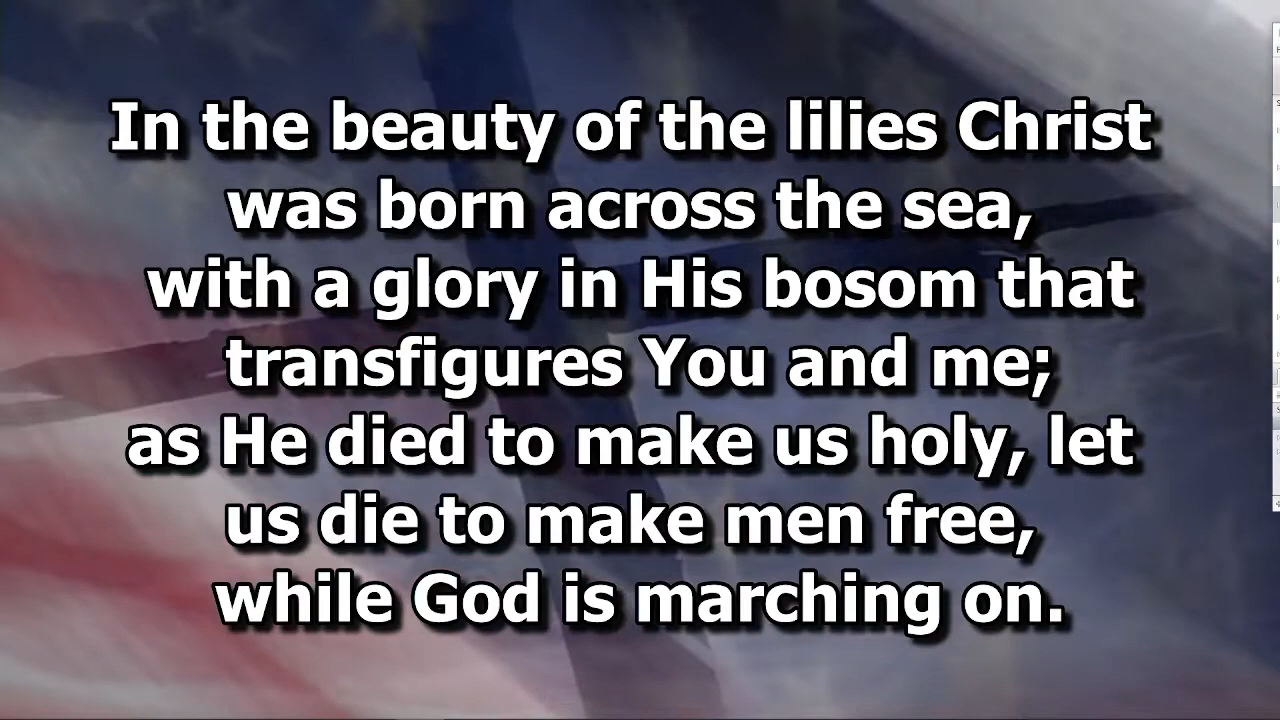 In the beauty of the lilies Christ
was born across the sea,
with a glory in His bosom that
transfigures You and me;
as He died to make us holy, let
us die to make men free,
while God is marching on.